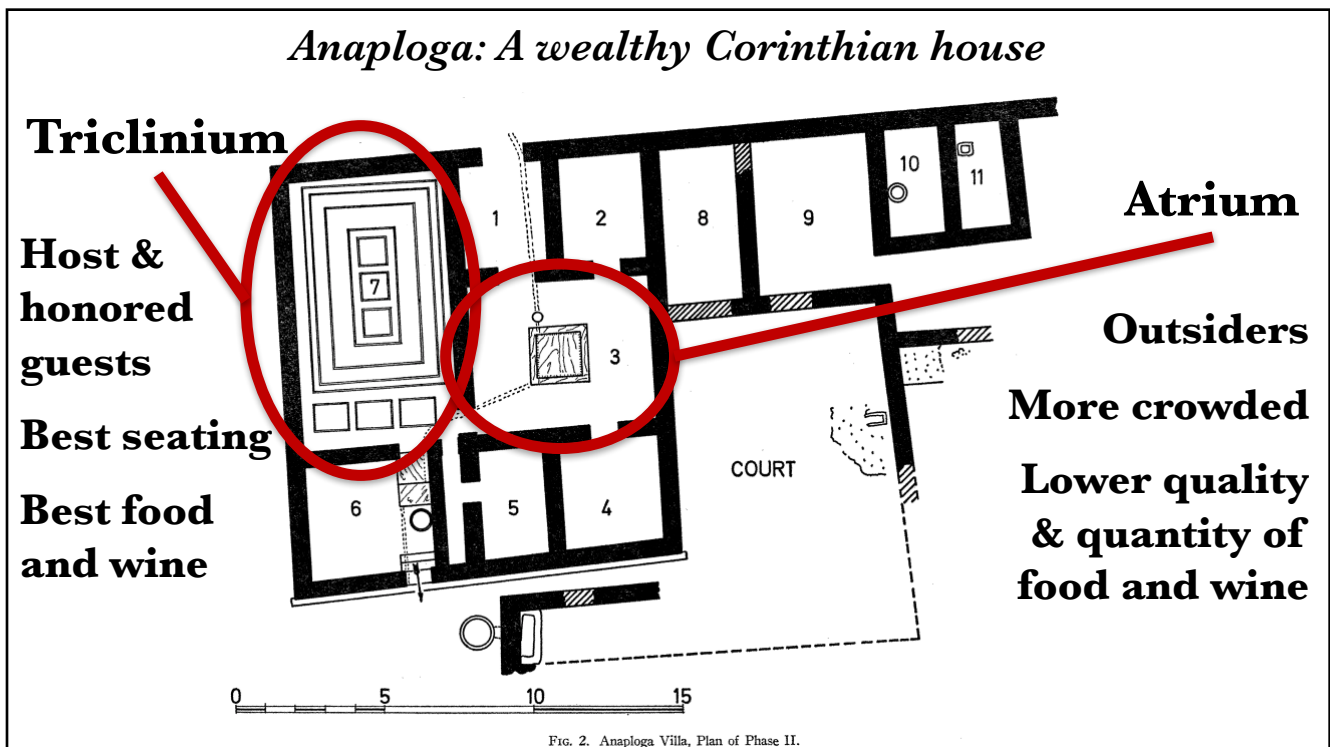 Anaploga: A wealthy Corinthian house
Triclinium
Host &
honored
guests
Best seating
Best food
and wine
1
2
8
9
10
11
7
3
6
5
4
COURT
Atrium
Outsiders
More crowded
Lower quality
& quantity of
food and wine
0 5 10 15
FIG. 2. Anaploga Villa, Plan of Phase II.